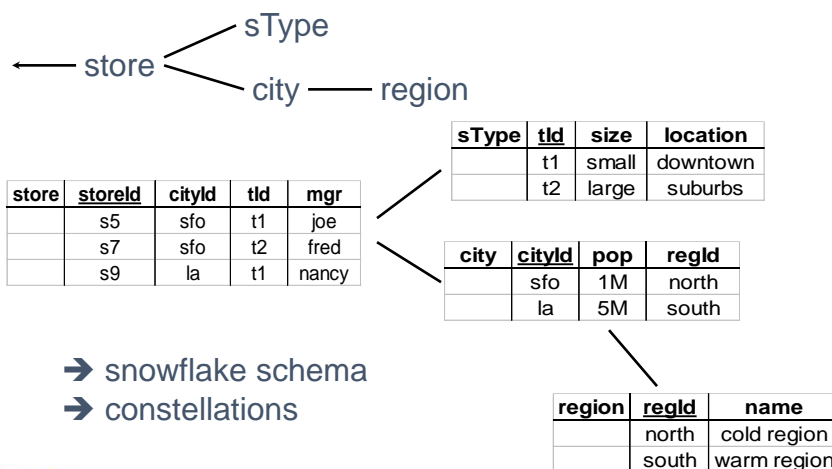 sType
store
city
region
sType tId size location
t1 small downtown
t2 large suburbs
store storeId cityId tId mgr
s5 sfo t1 joe
s7 sfo t2 fred
s9 la t1 nancy
city cityId pop regId
sfo 1M north
la 5M south
➔ snowflake schema
➔ constellations
region regId name
north cold region
south warm region